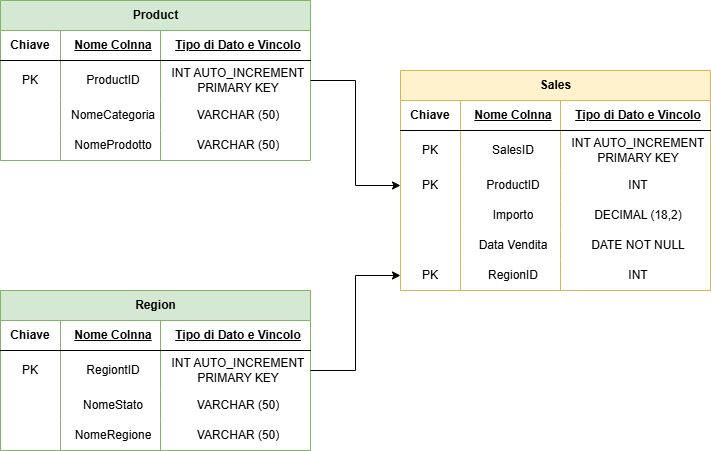 Product
Chiave Nome Colnna Tipo di Dato e Vincolo
PK ProductID INT AUTO_INCREMENT
PRIMARY KEY
NomeCategoria VARCHAR (50)
NomeProdotto VARCHAR (50)
Sales
Chiave Nome Colnna Tipo di Dato e Vincolo
PK SalesID INT AUTO_INCREMENT
PRIMARY KEY
PK ProductID INT
Importo DECIMAL (18,2)
Data Vendita DATE NOT NULL
PK RegionID INT
Region
Chiave Nome Colnna Tipo di Dato e Vincolo
PK RegiontID INT AUTO_INCREMENT
PRIMARY KEY
NomeStato VARCHAR (50)
NomeRegione VARCHAR (50)